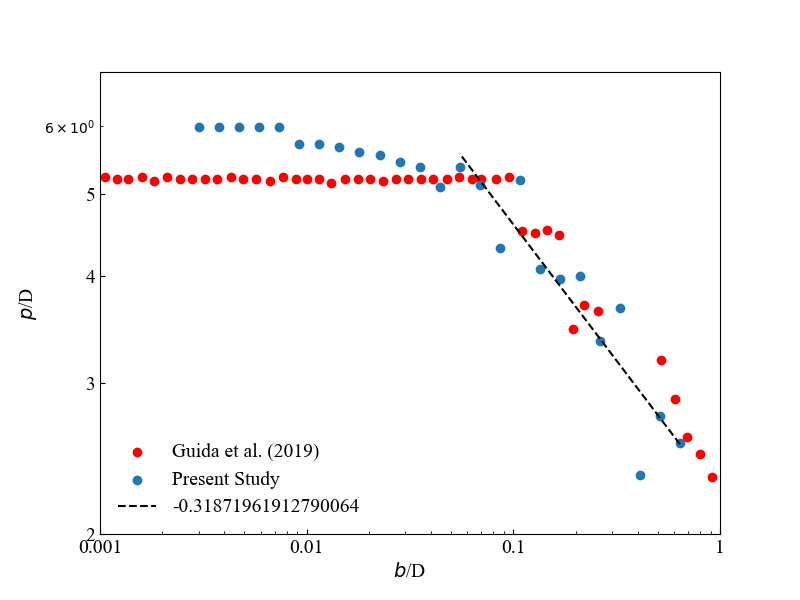 6 × 10⁰
5
4
3
2
p/D
Guida et al. (2019)
Present Study
-0.31871961912790064
0.001
0.01
0.1
1
b/D